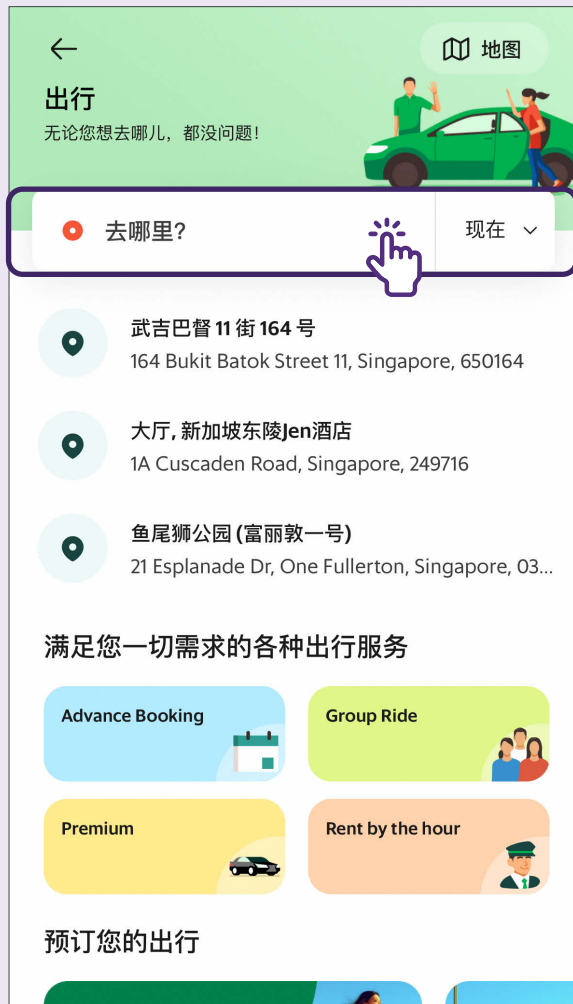 地图
出行
无论您想去哪儿，都没问题！
去哪里?
现在
武吉巴督 11 街 164 号
164 Bukit Batok Street 11, Singapore, 650164
大厅, 新加坡东陵Jen酒店
1A Cuscaden Road, Singapore, 249716
鱼尾狮公园 (富丽敦一号)
21 Esplanade Dr, One Fullerton, Singapore, 03...
满足您一切需求的各种出行服务
Advance Booking
Group Ride
Premium
Rent by the hour
预订您的出行